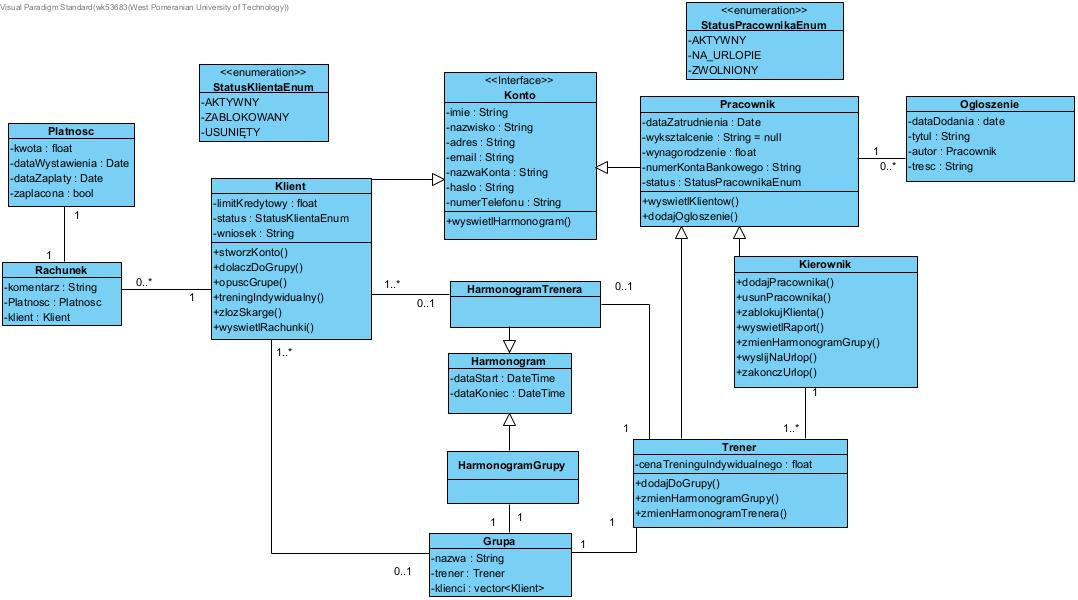 Visual Paradigm Standard(wk53683(West Pomeranian University of Technology))
<<enumeration>>
StatusPracownikaEnum
-AKTYWNY
-NA_URLOPIE
-ZWOLNIONY
<<enumeration>>
StatusKlientaEnum
-AKTYWNY
-ZABLOKOWANY
-USUNIĘTY
<<Interface>>
Konto
-imie : String
-nazwisko : String
-adres : String
-email : String
-nazwaKonta : String
-haslo : String
-numerTelefonu : String
+wyswietlHarmonogram()
Pracownik
-dataZatrudnienia : Date
-wyksztalcenie : String = null
-wynagorodzenie : float
-numerKontaBankowego : String
-status : StatusPracownikaEnum
+wyswietlKlientow()
+dodajOgloszenie()
1
0..*
Ogloszenie
-dataDodania : date
-tytul : String
-autor : Pracownik
-tresc : String
Platnosc
-kwota : float
-dataWystawienia : Date
-dataZaplaty : Date
-zaplacona : bool
1
1
Rachunek
-komentarz : String
-Platnosc : Platnosc
-klient : Klient
0..*
1
Klient
-limitKredytowy : float
-status : StatusKlientaEnum
-wniosek : String
+stworzKonto()
+dolaczDoGrupy()
+opuscGrupe()
+treningIndywidualny()
+zlozSkarge()
+wyswietlRachunki()
1..*
0..1
1..*
HarmonogramTrenera
0..1
1
Harmonogram
-dataStart : DateTime
-dataKoniec : DateTime
HarmonogramGrupy
1
1
Kierownik
+dodajPracownika()
+usunPracownika()
+zablokujKlienta()
+wyswietlRaport()
+zmienHarmonogramGrupy()
+wyslijNaUrlop()
+zakonczUrlop()
1
1..*
Trener
-cenaTreninguIndywidualnego : float
+dodajDoGrupy()
+zmienHarmonogramGrupy()
+zmienHarmonogramTrenera()
1
1
0..1
Grupa
-nazwa : String
-trener : Trener
-klienci : vector<Klient>